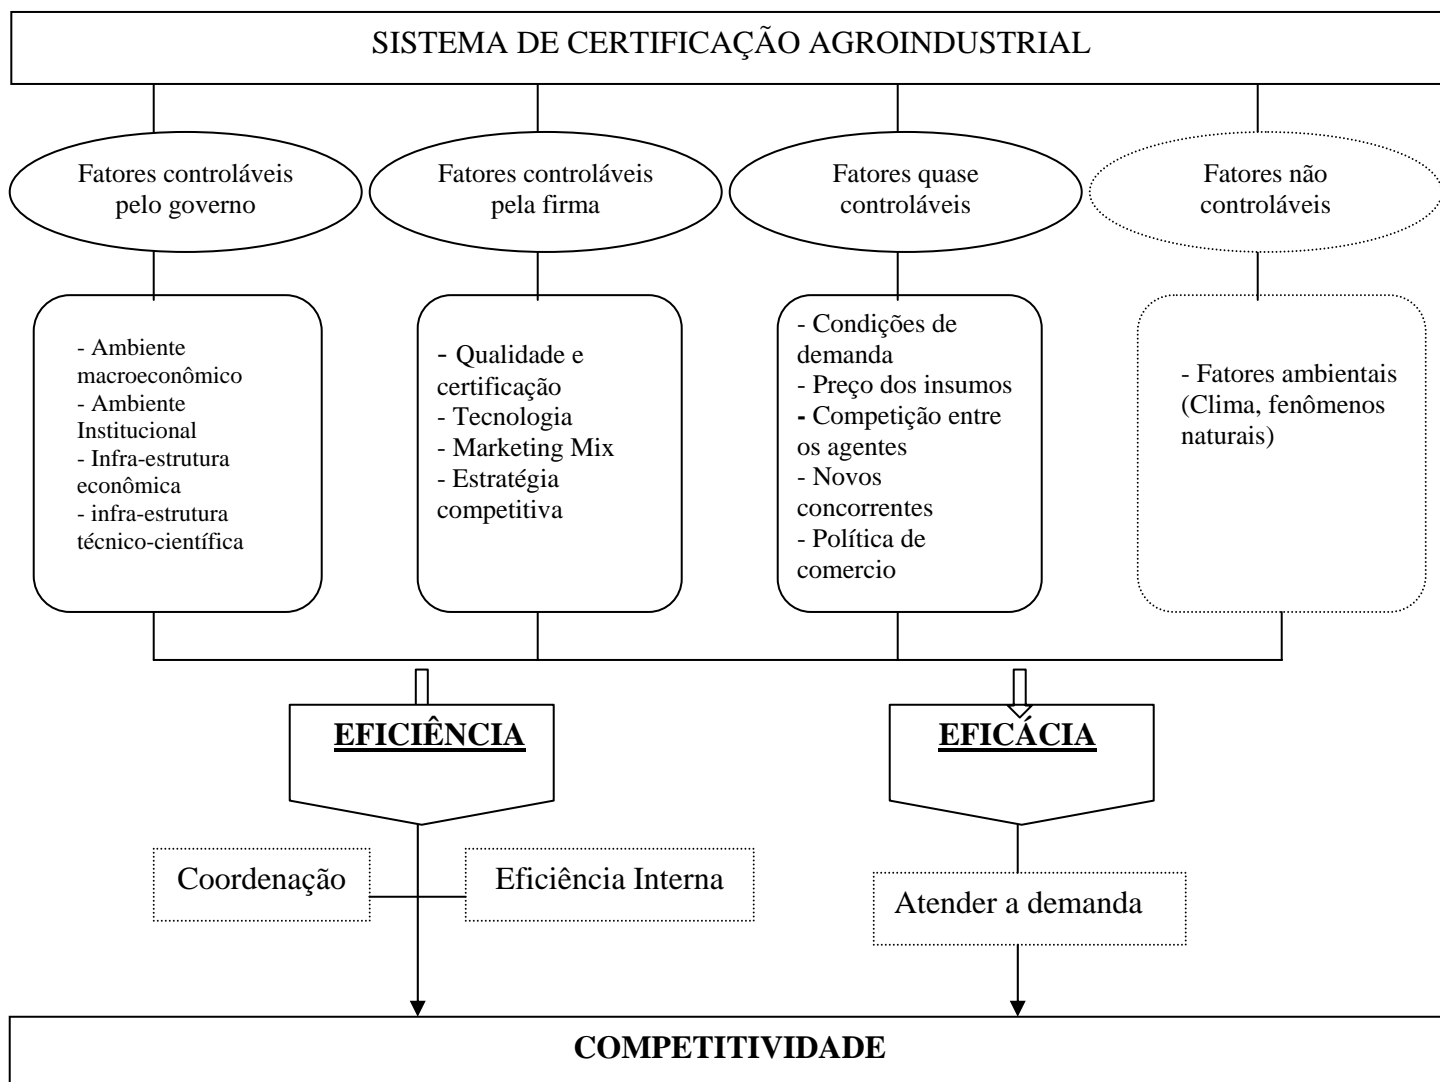 SISTEMA DE CERTIFICAÇÃO AGROINDUSTRIAL
Fatores controláveis
pelo governo
Fatores controláveis
pela firma
Fatores quase
controláveis
Fatores não
controláveis
- Ambiente
macroeconômico
- Ambiente
Institucional
- Infra-estrutura
econômica
- infra-estrutura
técnico-científica
- Qualidade e
certificação
- Tecnologia
- Marketing Mix
- Estratégia
competitiva
- Condições de
demanda
- Preço dos insumos
- Competição entre
os agentes
- Novos
concorrentes
- Política de
comercio
- Fatores ambientais
(Clima, fenômenos
naturais)
EFICIÊNCIA
EFICÁCIA
Coordenação
Eficiência Interna
Atender a demanda
COMPETITIVIDADE